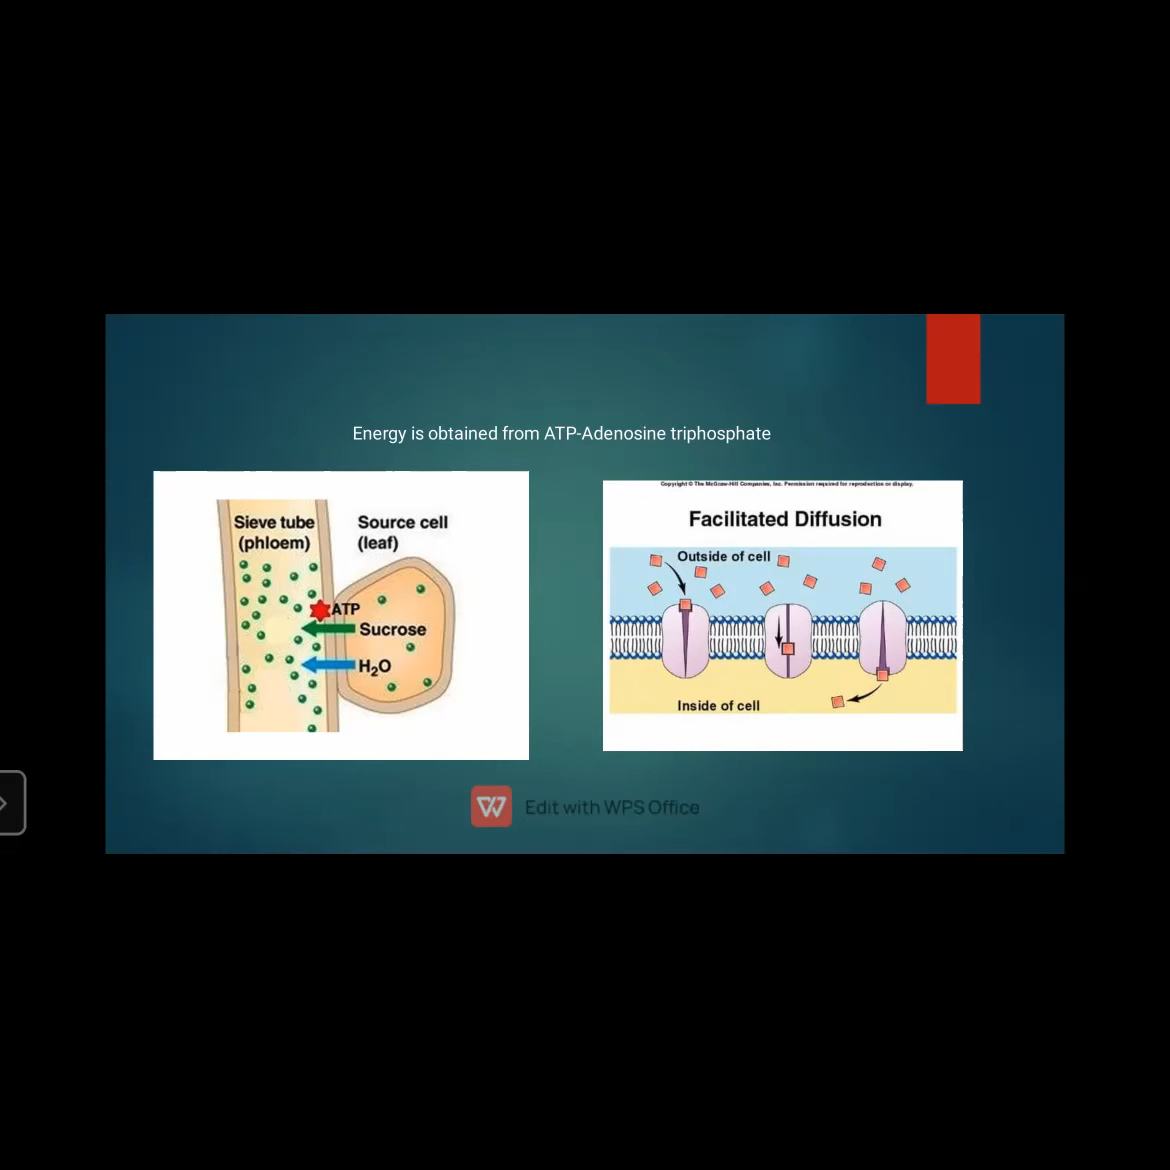 Energy is obtained from ATP-Adenosine triphosphate
Sieve tube
(phloem)
Source cell
(leaf)
ATP
Sucrose
H₂O
Copyright © The McGraw-Hill Companies, Inc. Permission required for reproduction or display.
Facilitated Diffusion
Outside of cell
Inside of cell
Edit with WPS Office